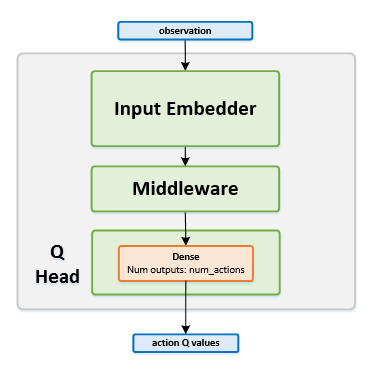 observation
Input Embedder
Middleware
Q
Head
Dense
Num outputs: num_actions
action Q values